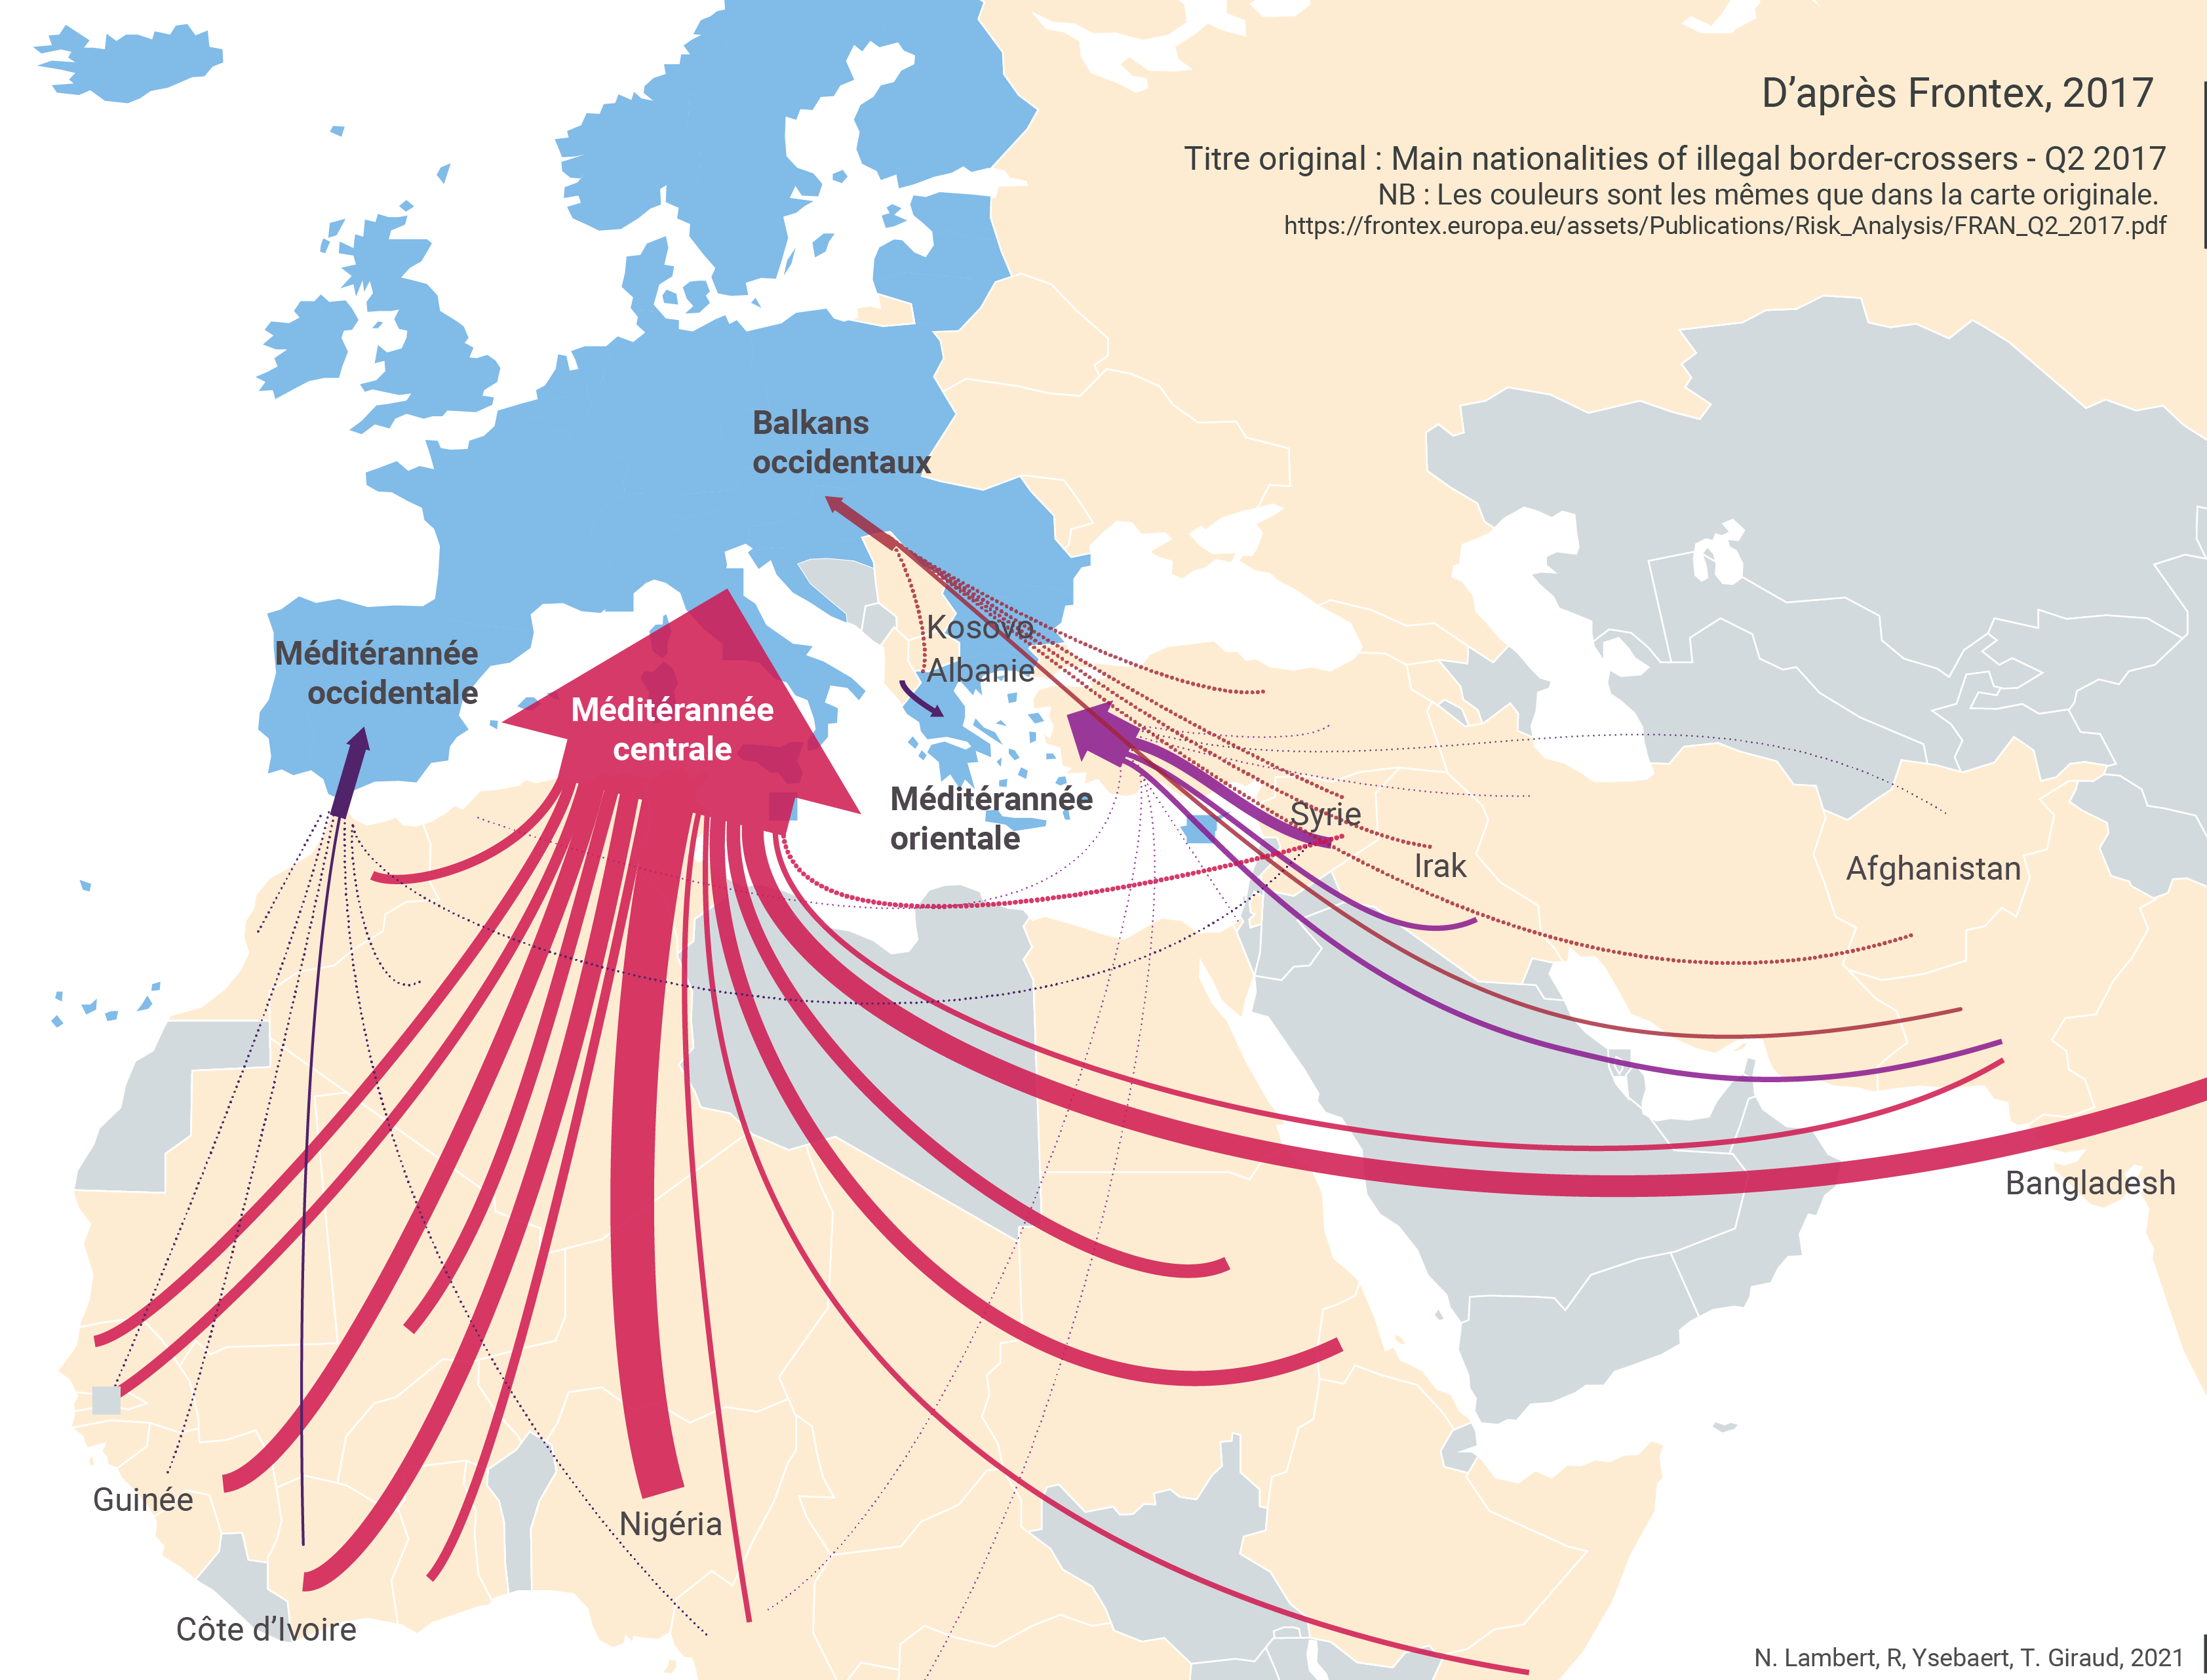 D’après Frontex, 2017
Titre original : Main nationalities of illegal border-crossers - Q2 2017
NB : Les couleurs sont les mêmes que dans la carte originale.
https://frontex.europa.eu/assets/Publications/Risk_Analysis/FRAN_Q2_2017.pdf
Balkans
occidentaux
Kosovo
Albanie
Méditérannée
occidentale
Méditérannée
centrale
Méditérannée
orientale
Syrie
Irak
Afghanistan
Bangladesh
Guinée
Nigéria
Côte d’Ivoire
N. Lambert, R, Ysebaert, T. Giraud, 2021